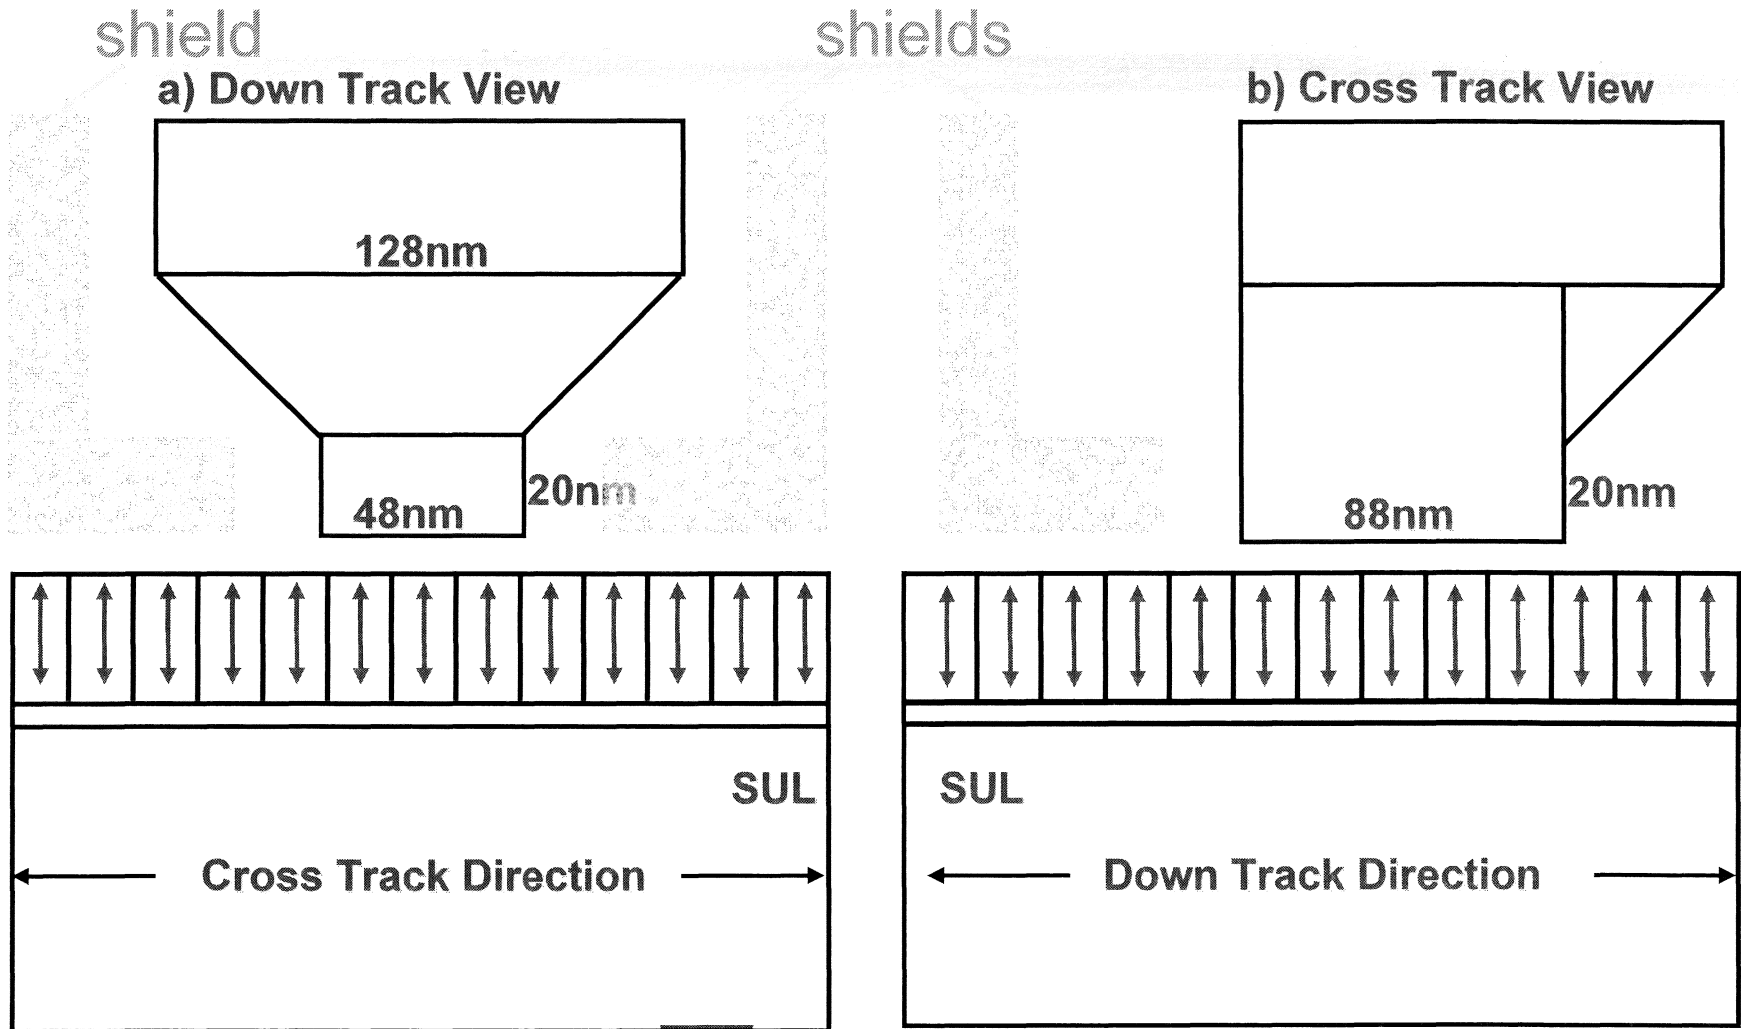 shield
shields
a) Down Track View
b) Cross Track View
128nm
48nm
20nm
88nm
20nm
SUL
SUL
Cross Track Direction
Down Track Direction